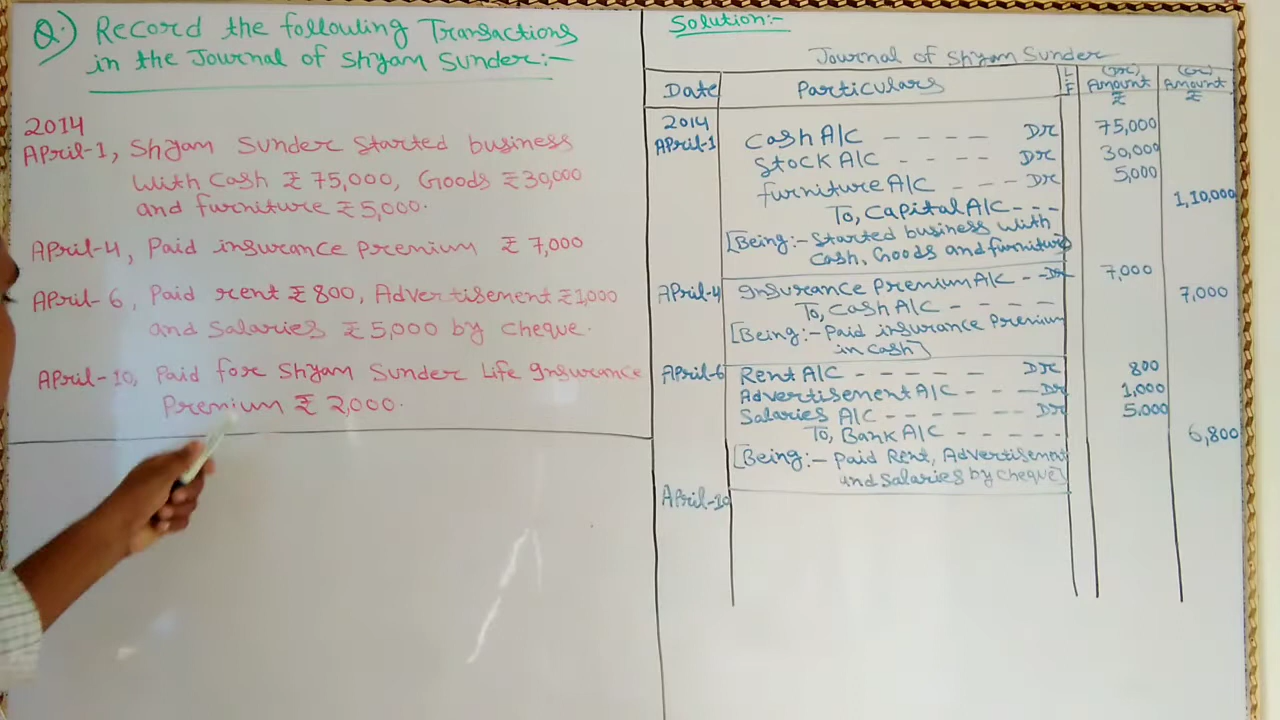 Q.) Record the following Transactions
in the Journal of Shyam Sunder:-
2014
April-1, Shyam Sunder Started business
With Cash ₹ 75,000, Goods ₹ 30,000
and furniture ₹ 5,000.
April-4, Paid insurance premium ₹ 7,000
April-6, Paid rent ₹ 800, Advertisement ₹ 1,000
and Salaries ₹ 5,000 by Cheque.
April-10, Paid for Shyam Sunder Life Insurance
Premium ₹ 2,000.
Solution:-
Journal of Shyam Sunder
Date Particulars L.F (Dr) Amount ₹ (Cr) Amount ₹
2014
April-1 Cash A/C - - - - Dr 75,000
Stock A/C - - - - Dr 30,000
furniture A/C - - - Dr 5,000
To, Capital A/C - - - 1,10,000
[Being:- Started business with
Cash, Goods and furniture]
April-4 Insurance Premium A/C - - Dr 7,000
To, Cash A/C - - - - 7,000
[Being:- Paid insurance Premium
in Cash]
April-6 Rent A/C - - - - - Dr 800
Advertisement A/C - - - Dr 1,000
Salaries A/C - - - - - Dr 5,000
To, Bank A/C - - - - - 6,800
[Being:- Paid Rent, Advertisement
and Salaries by Cheque]
April-10